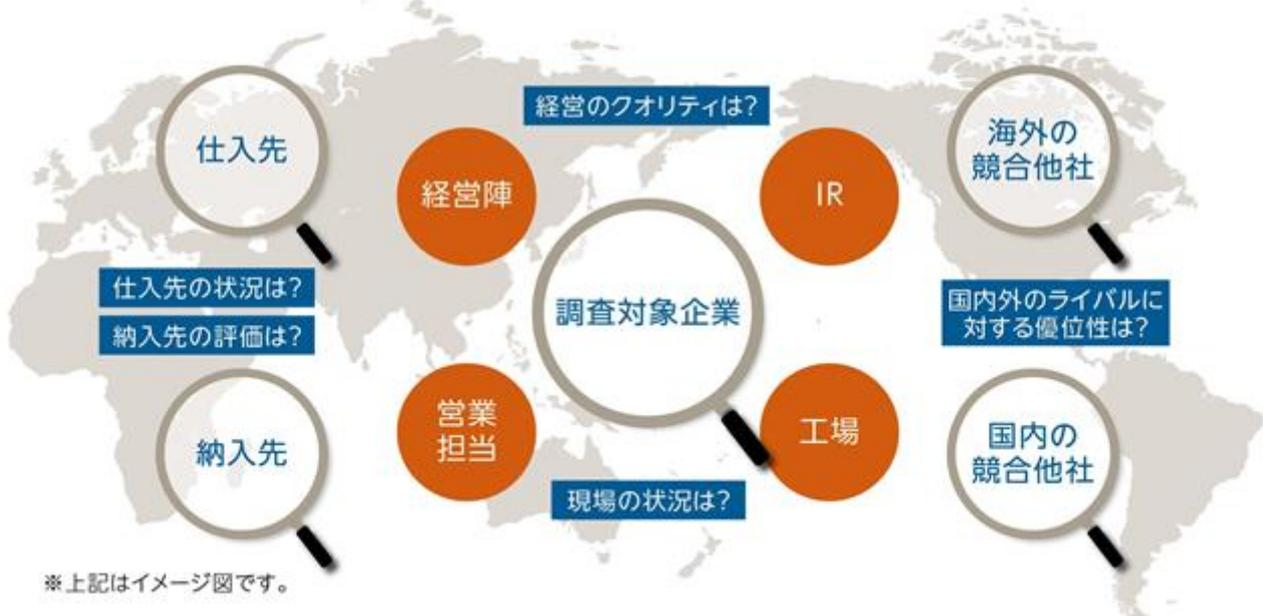 経営のクオリティは?
仕入先
経営陣
IR
海外の
競合他社
仕入先の状況は?
納入先の評価は?
調査対象企業
国内外のライバルに
対する優位性は?
納入先
営業
担当
工場
国内の
競合他社
現場の状況は?
※上記はイメージ図です。